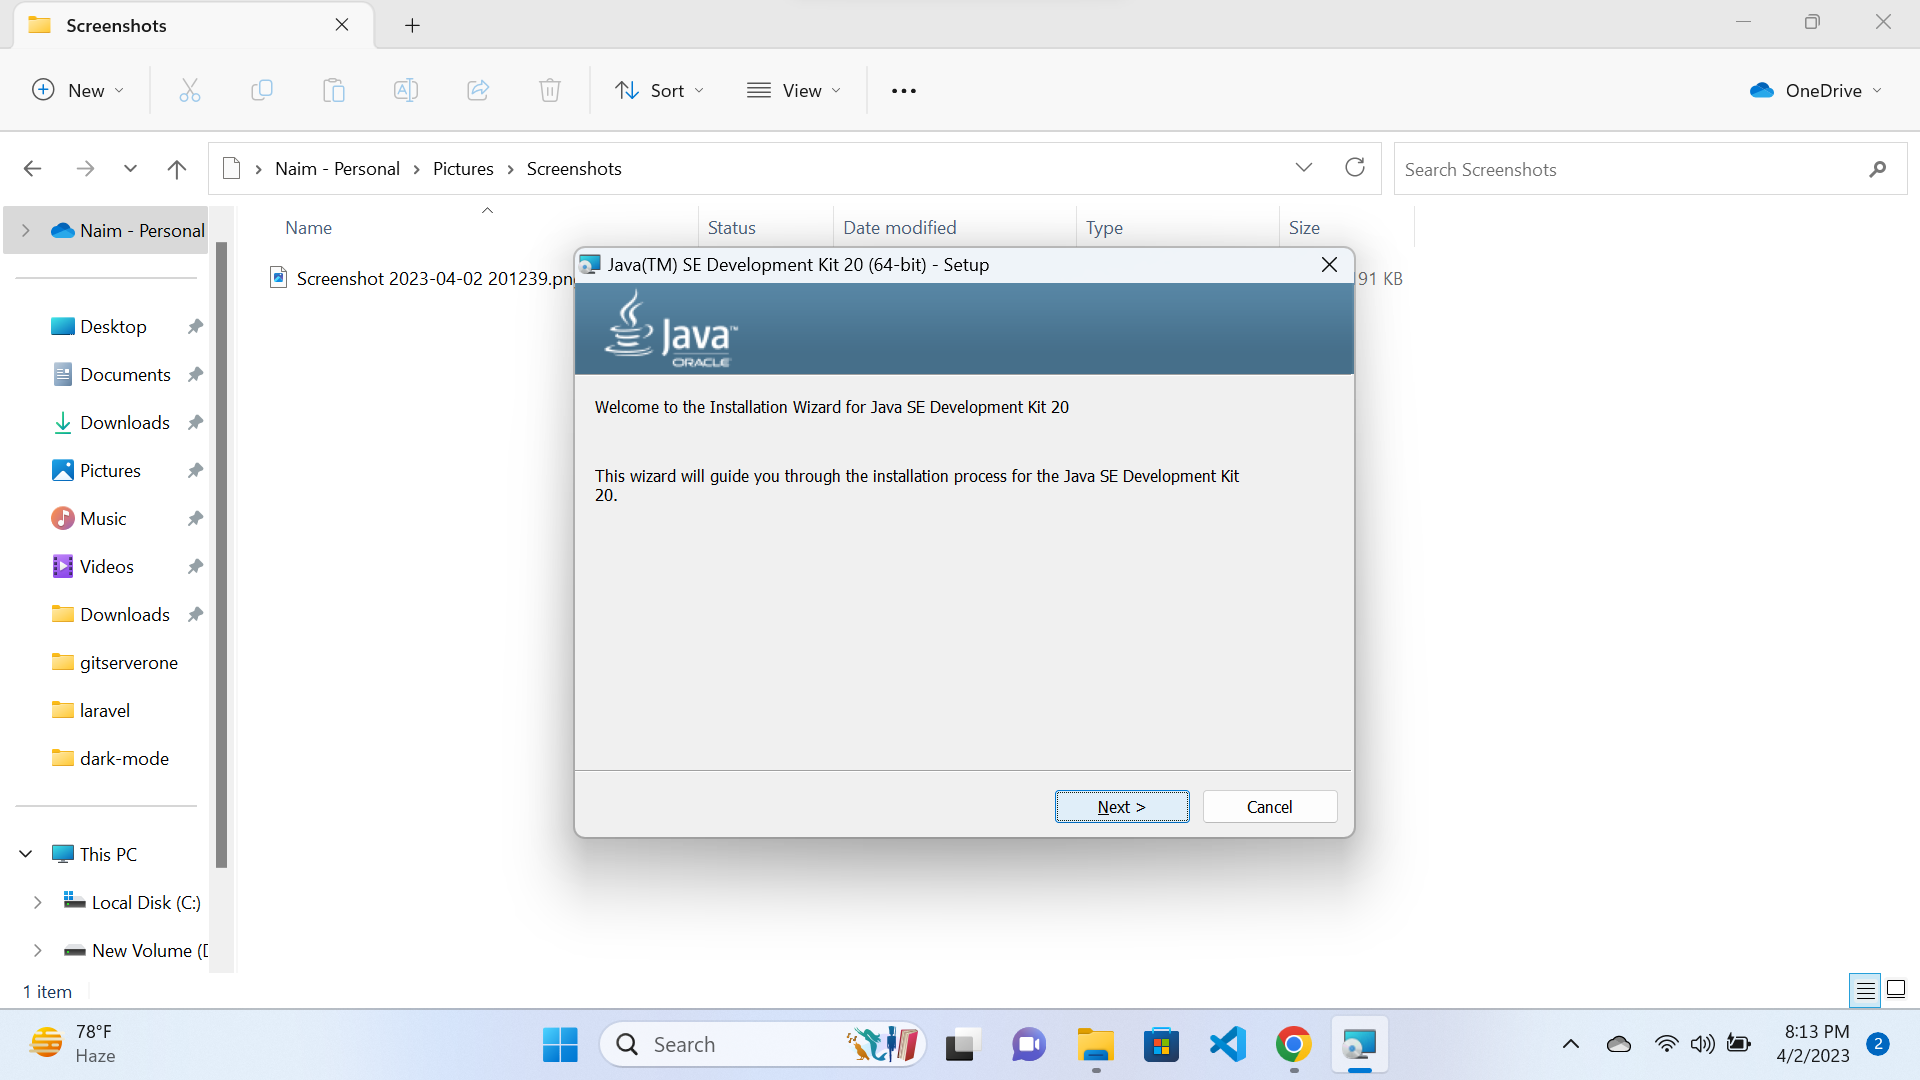 Screenshots
New
Sort
View
OneDrive
Naim - Personal
Pictures
Screenshots
Search Screenshots
Naim - Personal
Desktop
Documents
Downloads
Pictures
Music
Videos
Downloads
gitserverone
laravel
dark-mode
This PC
Local Disk (C:)
New Volume (D
Name
Status
Date modified
Type
Size
Screenshot 2023-04-02 201239.png
91 KB
Java(TM) SE Development Kit 20 (64-bit) - Setup
Java™
ORACLE
Welcome to the Installation Wizard for Java SE Development Kit 20
This wizard will guide you through the installation process for the Java SE Development Kit
20.
Next >
Cancel
1 item
78°F
Haze
Search
8:13 PM
4/2/2023
2